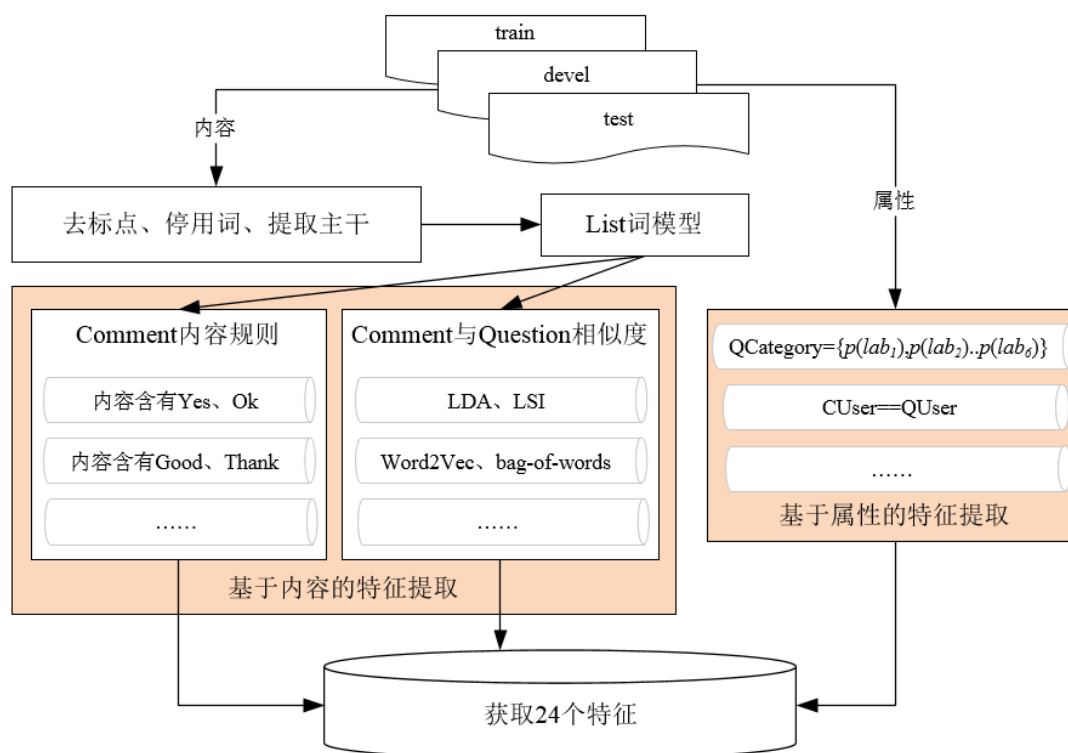 train
devel
test
内容
属性
去标点、停用词、提取主干
List词模型
Comment内容规则
内容含有Yes、Ok
内容含有Good、Thank
……
Comment与Question相似度
LDA、LSI
Word2Vec、bag-of-words
……
基于内容的特征提取
QCategory={p(lab₁),p(lab₂)..p(lab₆)}
CUser==QUser
……
基于属性的特征提取
获取24个特征